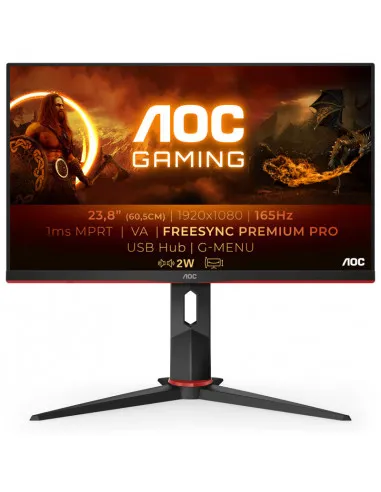 AOC
GAMING
23,8" (60,5CM) | 1920x1080 | 165Hz
1ms MPRT | VA | FREESYNC PREMIUM PRO
USB Hub | G-MENU
2W
AOC
AOC